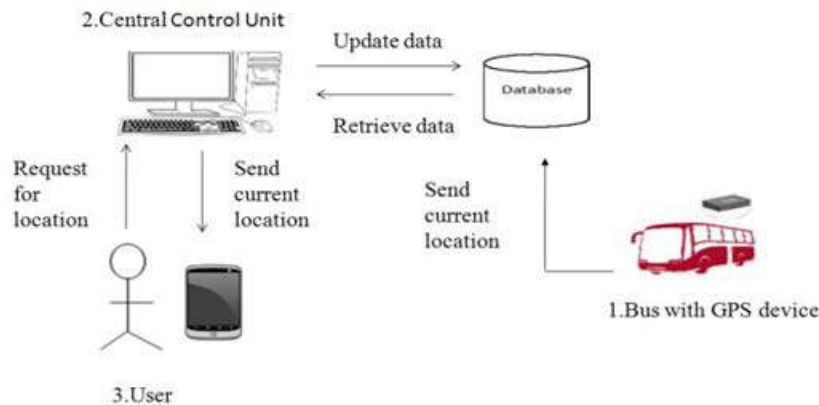 2.Central Control Unit
Update data
Database
Retrieve data
Request
for
location
Send
current
location
Send
current
location
1.Bus with GPS device
3.User